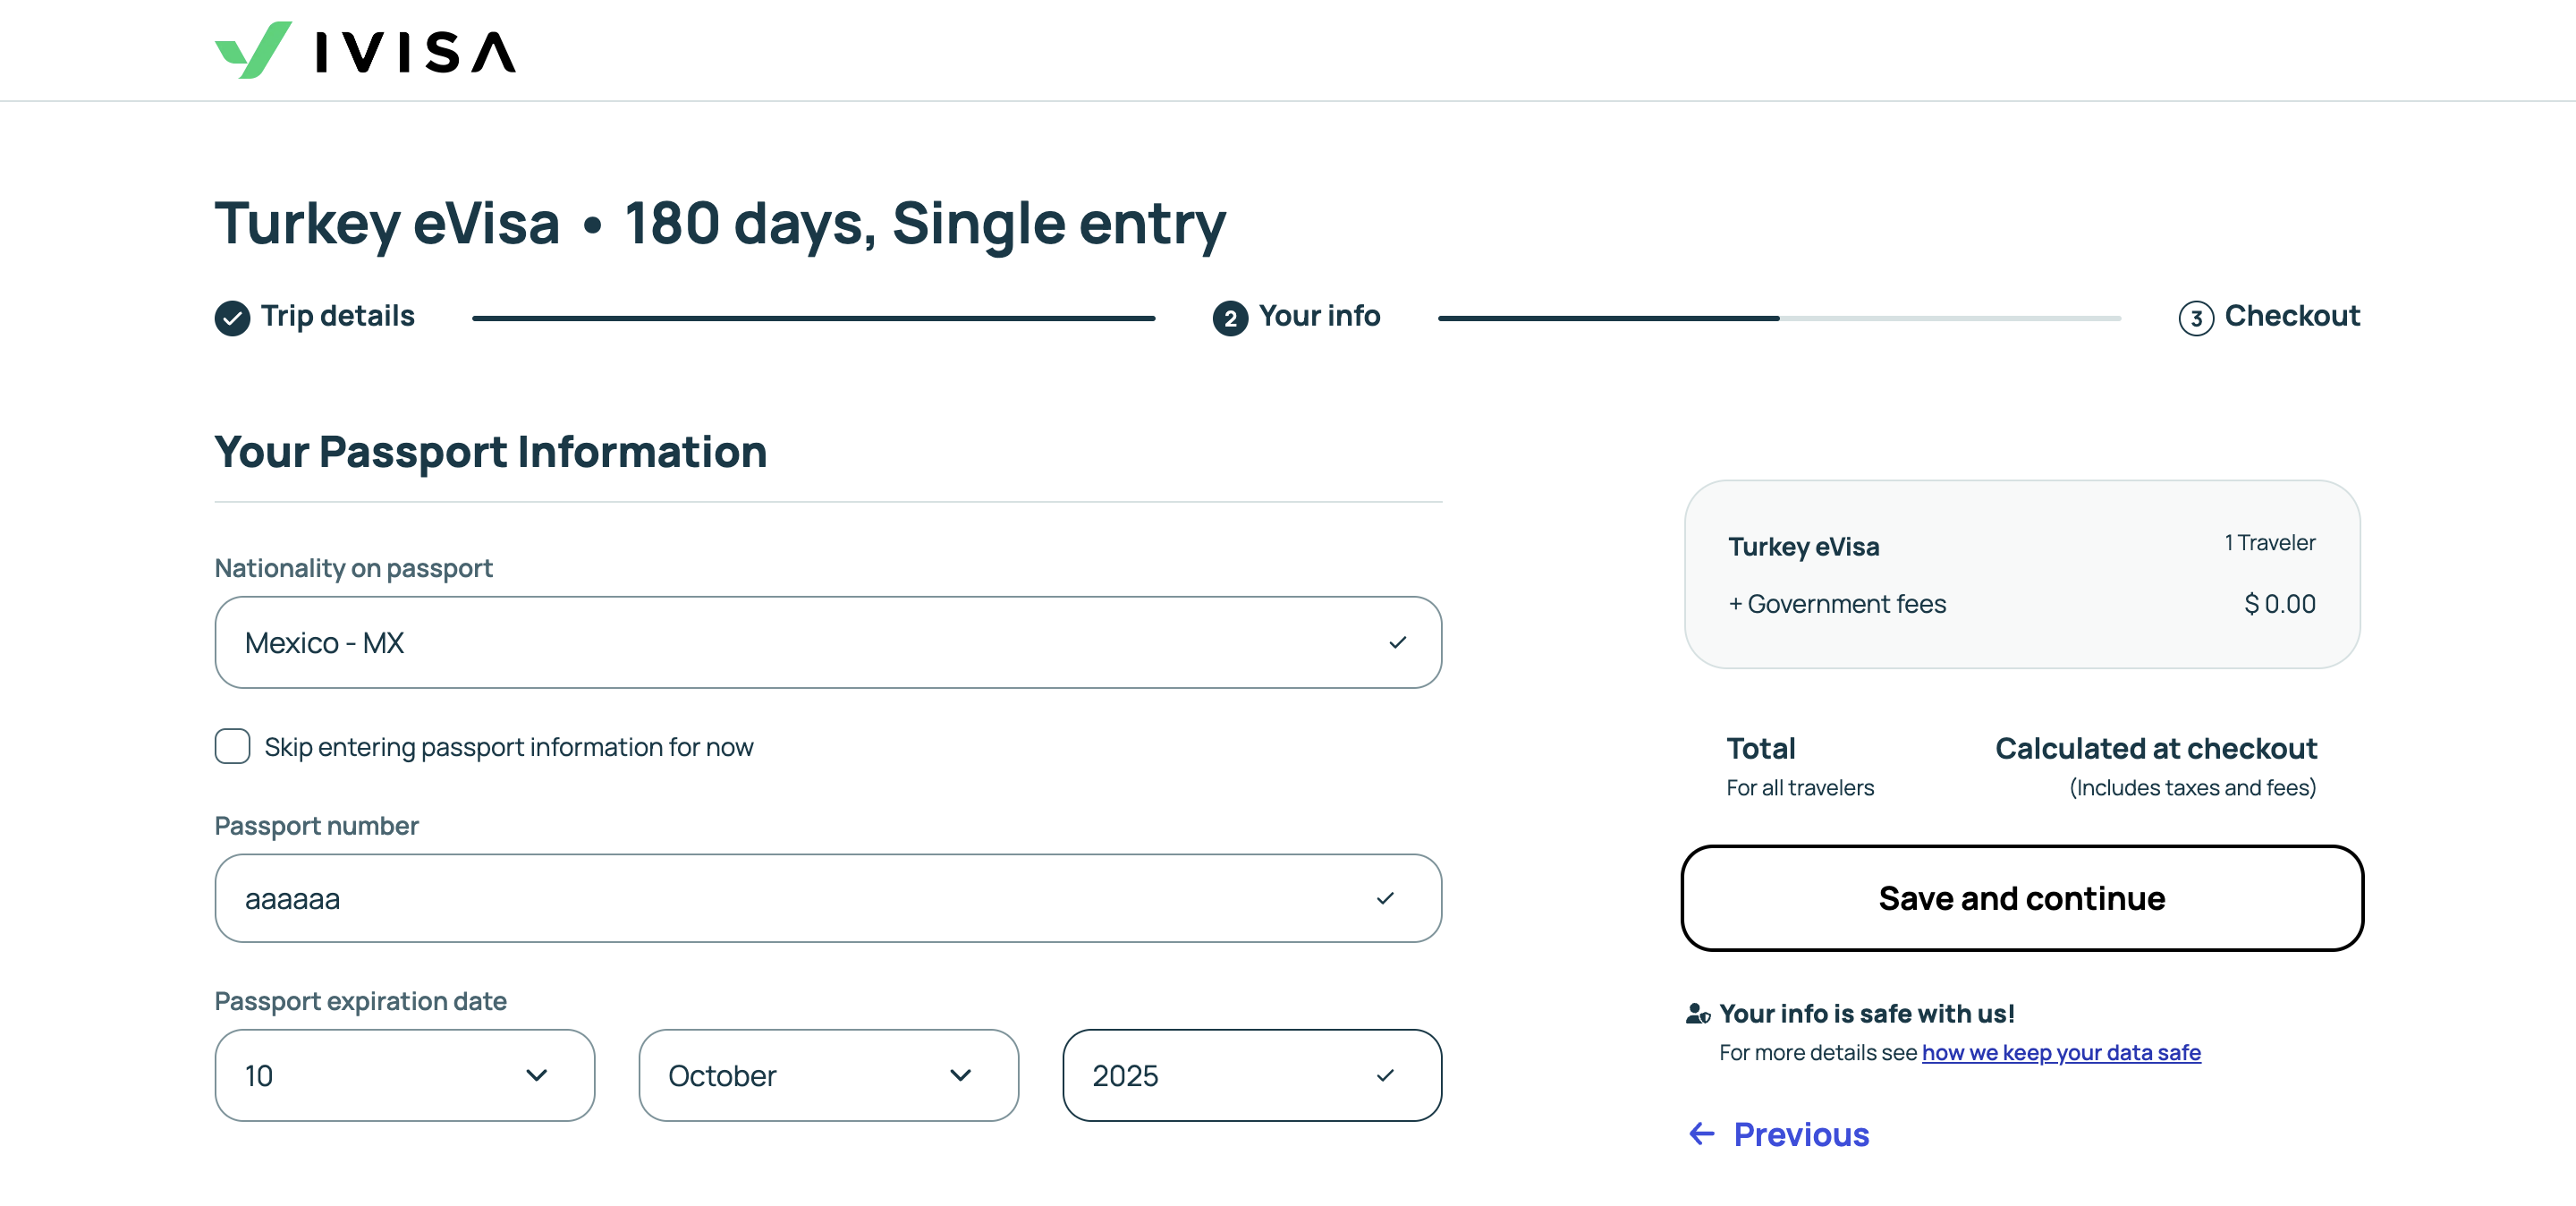 IVISA
Turkey eVisa • 180 days, Single entry
Trip details
2 Your info
3 Checkout
Your Passport Information
Nationality on passport
Mexico - MX
Skip entering passport information for now
Passport number
aaaaaa
Passport expiration date
10 October 2025
Turkey eVisa 1 Traveler
+ Government fees $ 0.00
Total Calculated at checkout
For all travelers (Includes taxes and fees)
Save and continue
Your info is safe with us!
For more details see how we keep your data safe
Previous